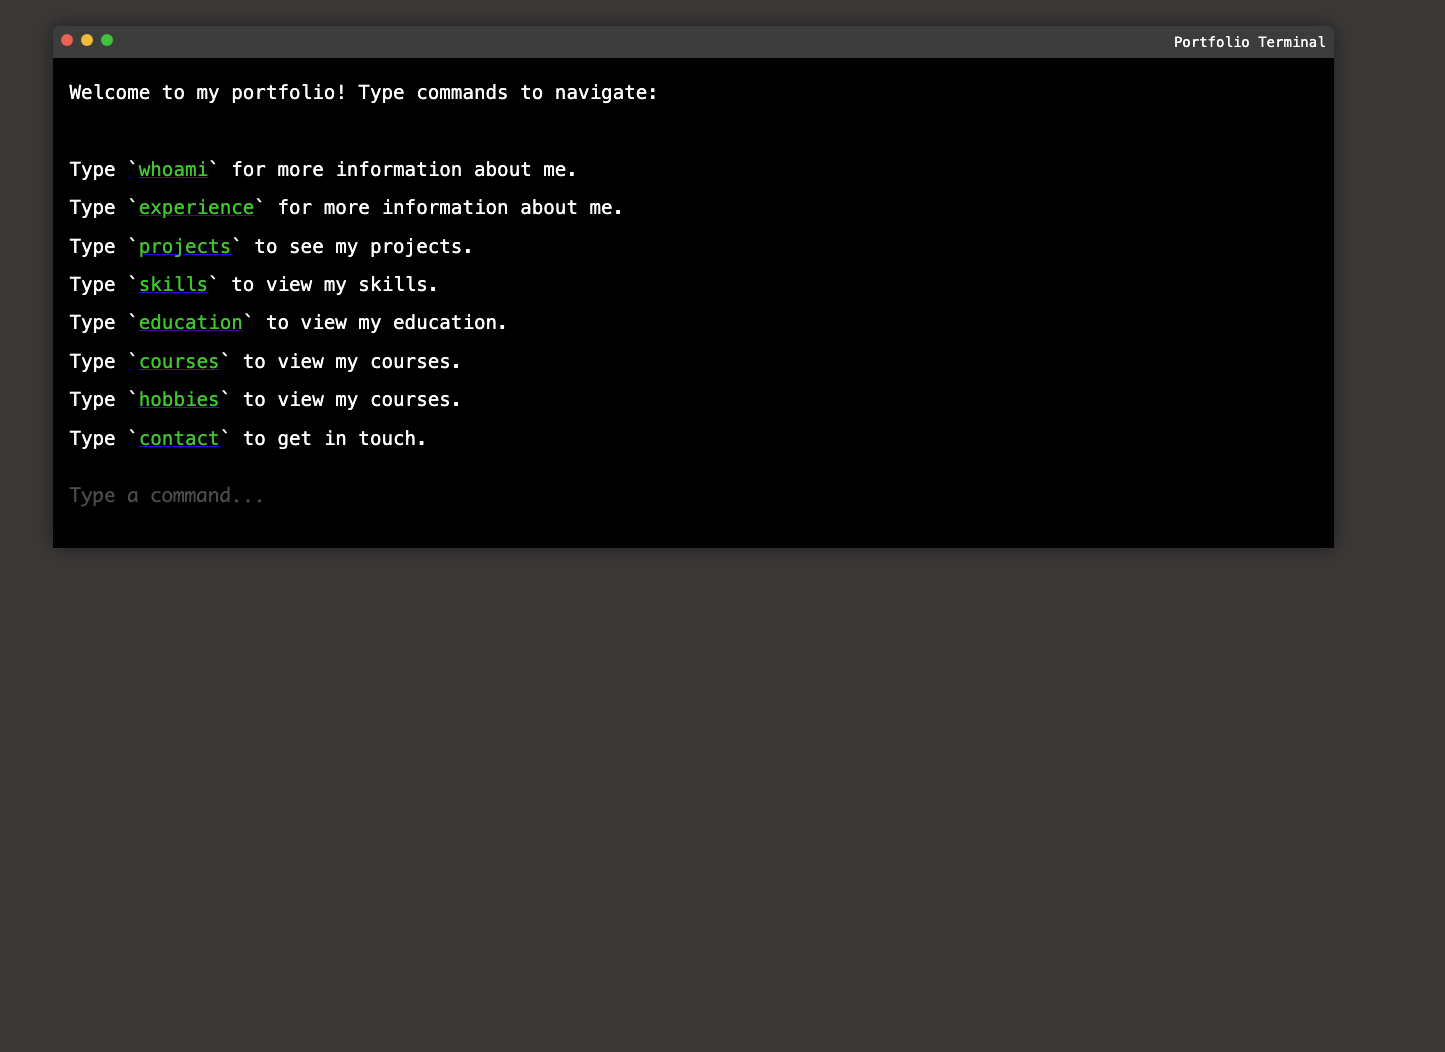 Portfolio Terminal
Welcome to my portfolio! Type commands to navigate:
Type `whoami` for more information about me.
Type `experience` for more information about me.
Type `projects` to see my projects.
Type `skills` to view my skills.
Type `education` to view my education.
Type `courses` to view my courses.
Type `hobbies` to view my courses.
Type `contact` to get in touch.
Type a command...